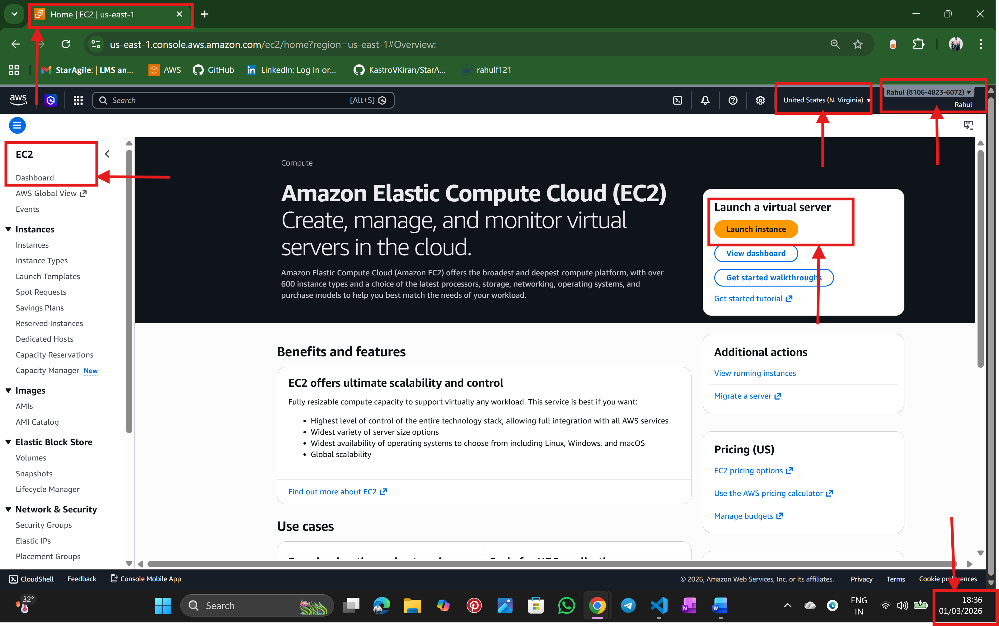 Home | EC2 | us-east-1
us-east-1.console.aws.amazon.com/ec2/home?region=us-east-1#Overview:
StarAgile: | LMS an...
AWS
GitHub
LinkedIn: Log In or...
KastroVKiran/StarA...
rahulf121
aws
Search
[Alt+S]
United States (N. Virginia)
Rahul (8106-4823-6072)
Rahul
EC2
Dashboard
AWS Global View
Events
Instances
Instances
Instance Types
Launch Templates
Spot Requests
Savings Plans
Reserved Instances
Dedicated Hosts
Capacity Reservations
Capacity Manager New
Images
AMIs
AMI Catalog
Elastic Block Store
Volumes
Snapshots
Lifecycle Manager
Network & Security
Security Groups
Elastic IPs
Placement Groups
Compute
Amazon Elastic Compute Cloud (EC2)
Create, manage, and monitor virtual
servers in the cloud.
Amazon Elastic Compute Cloud (Amazon EC2) offers the broadest and deepest compute platform, with over
600 instance types and a choice of the latest processors, storage, networking, operating systems, and
purchase models to help you best match the needs of your workload.
Launch a virtual server
Launch instance
View dashboard
Get started walkthroughs
Get started tutorial
Benefits and features
EC2 offers ultimate scalability and control
Fully resizable compute capacity to support virtually any workload. This service is best if you want:
• Highest level of control of the entire technology stack, allowing full integration with all AWS services
• Widest variety of server size options
• Widest availability of operating systems to choose from including Linux, Windows, and macOS
• Global scalability
Find out more about EC2
Use cases
Additional actions
View running instances
Migrate a server
Pricing (US)
EC2 pricing options
Use the AWS pricing calculator
Manage budgets
CloudShell
Feedback
Console Mobile App
© 2026, Amazon Web Services, Inc. or its affiliates.
Privacy
Terms
Cookie preferences
32°
Search
ENG
IN
18:36
01/03/2026